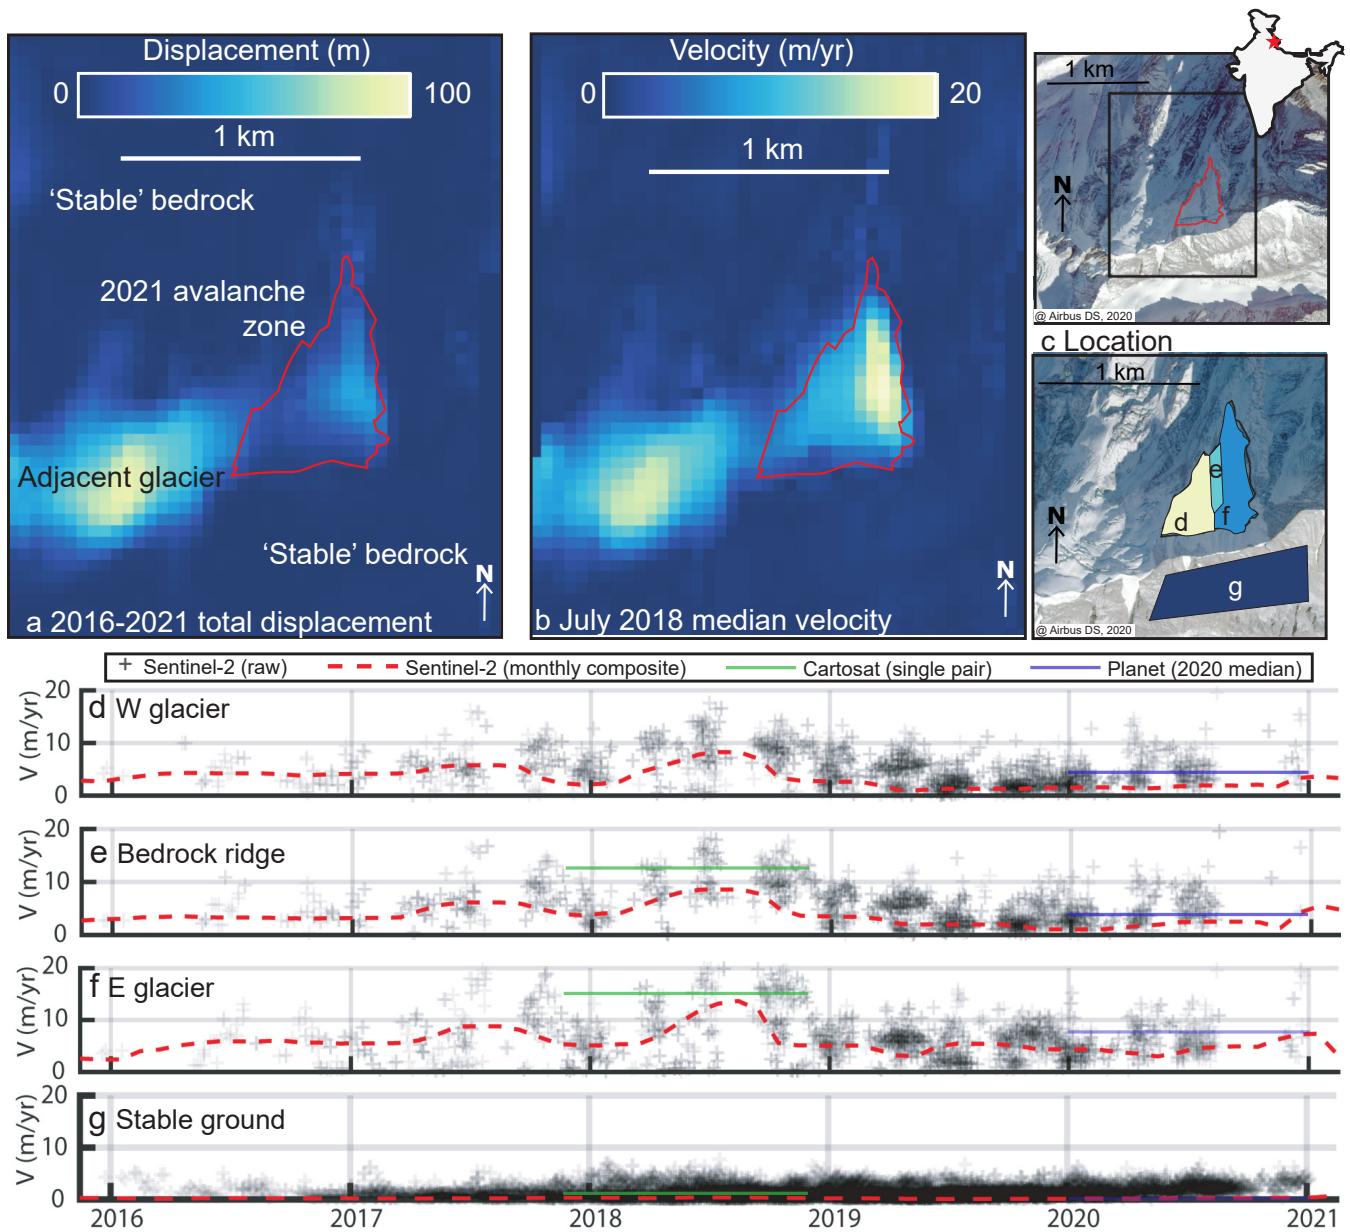 Displacement (m)
0 100
1 km
'Stable' bedrock
2021 avalanche
zone
Adjacent glacier
'Stable' bedrock
N
a 2016-2021 total displacement
Velocity (m/yr)
0 20
1 km
N
b July 2018 median velocity
1 km
N
@ Airbus DS, 2020
c Location
1 km
N
d
e
f
g
@ Airbus DS, 2020
+ Sentinel-2 (raw) Sentinel-2 (monthly composite) Cartosat (single pair) Planet (2020 median)
d W glacier
V (m/yr)
20
10
0
e Bedrock ridge
V (m/yr)
20
10
0
f E glacier
V (m/yr)
20
10
0
g Stable ground
V (m/yr)
20
10
0
2016 2017 2018 2019 2020 2021